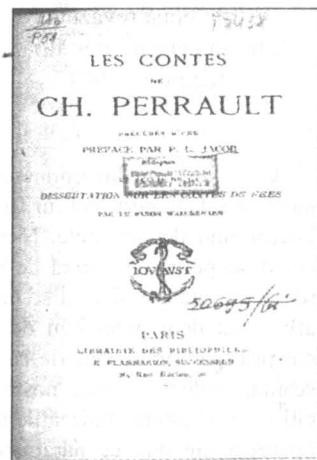 LES CONTES
DE
CH. PERRAULT
PRÉCÉDÉS D'UNE
PRÉFACE PAR P. L. JACOB
DISSERTATION SUR LES CONTES DE FÉES
PAR LE BARON WALCKENAER
IOVAVST
PARIS
LIBRAIRIE DES BIBLIOPHILES
E. FLAMMARION, SUCCESSEUR